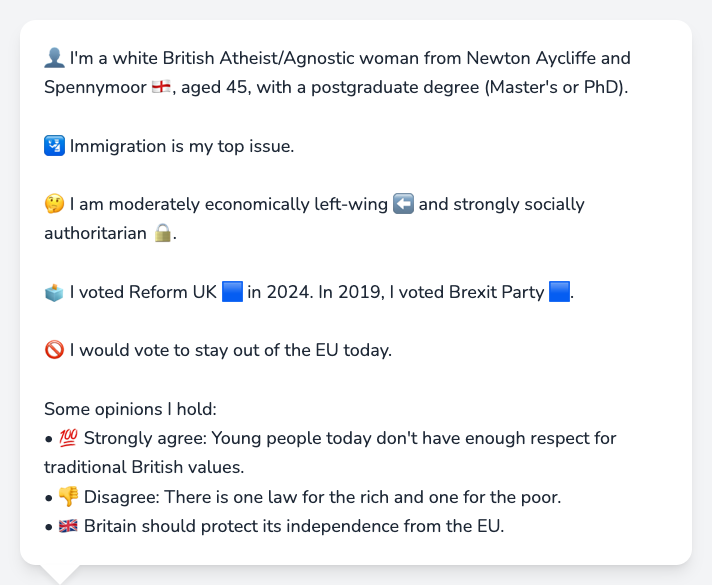 👤 I'm a white British Atheist/Agnostic woman from Newton Aycliffe and
Spennymoor 🏴󠁧󠁢󠁥󠁮󠁧󠁿, aged 45, with a postgraduate degree (Master's or PhD).
🛂 Immigration is my top issue.
🤔 I am moderately economically left-wing ⬅️ and strongly socially
authoritarian 🔒.
🗳️ I voted Reform UK 🟦 in 2024. In 2019, I voted Brexit Party 🟦.
🚫 I would vote to stay out of the EU today.
Some opinions I hold:
• 💯 Strongly agree: Young people today don't have enough respect for
traditional British values.
• 👎 Disagree: There is one law for the rich and one for the poor.
• 🇬🇧 Britain should protect its independence from the EU.